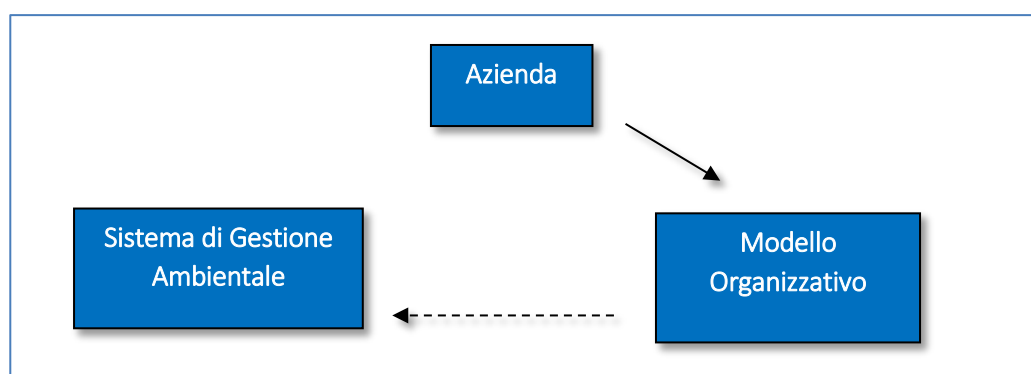 Azienda
Sistema di Gestione
Ambientale
Modello
Organizzativo